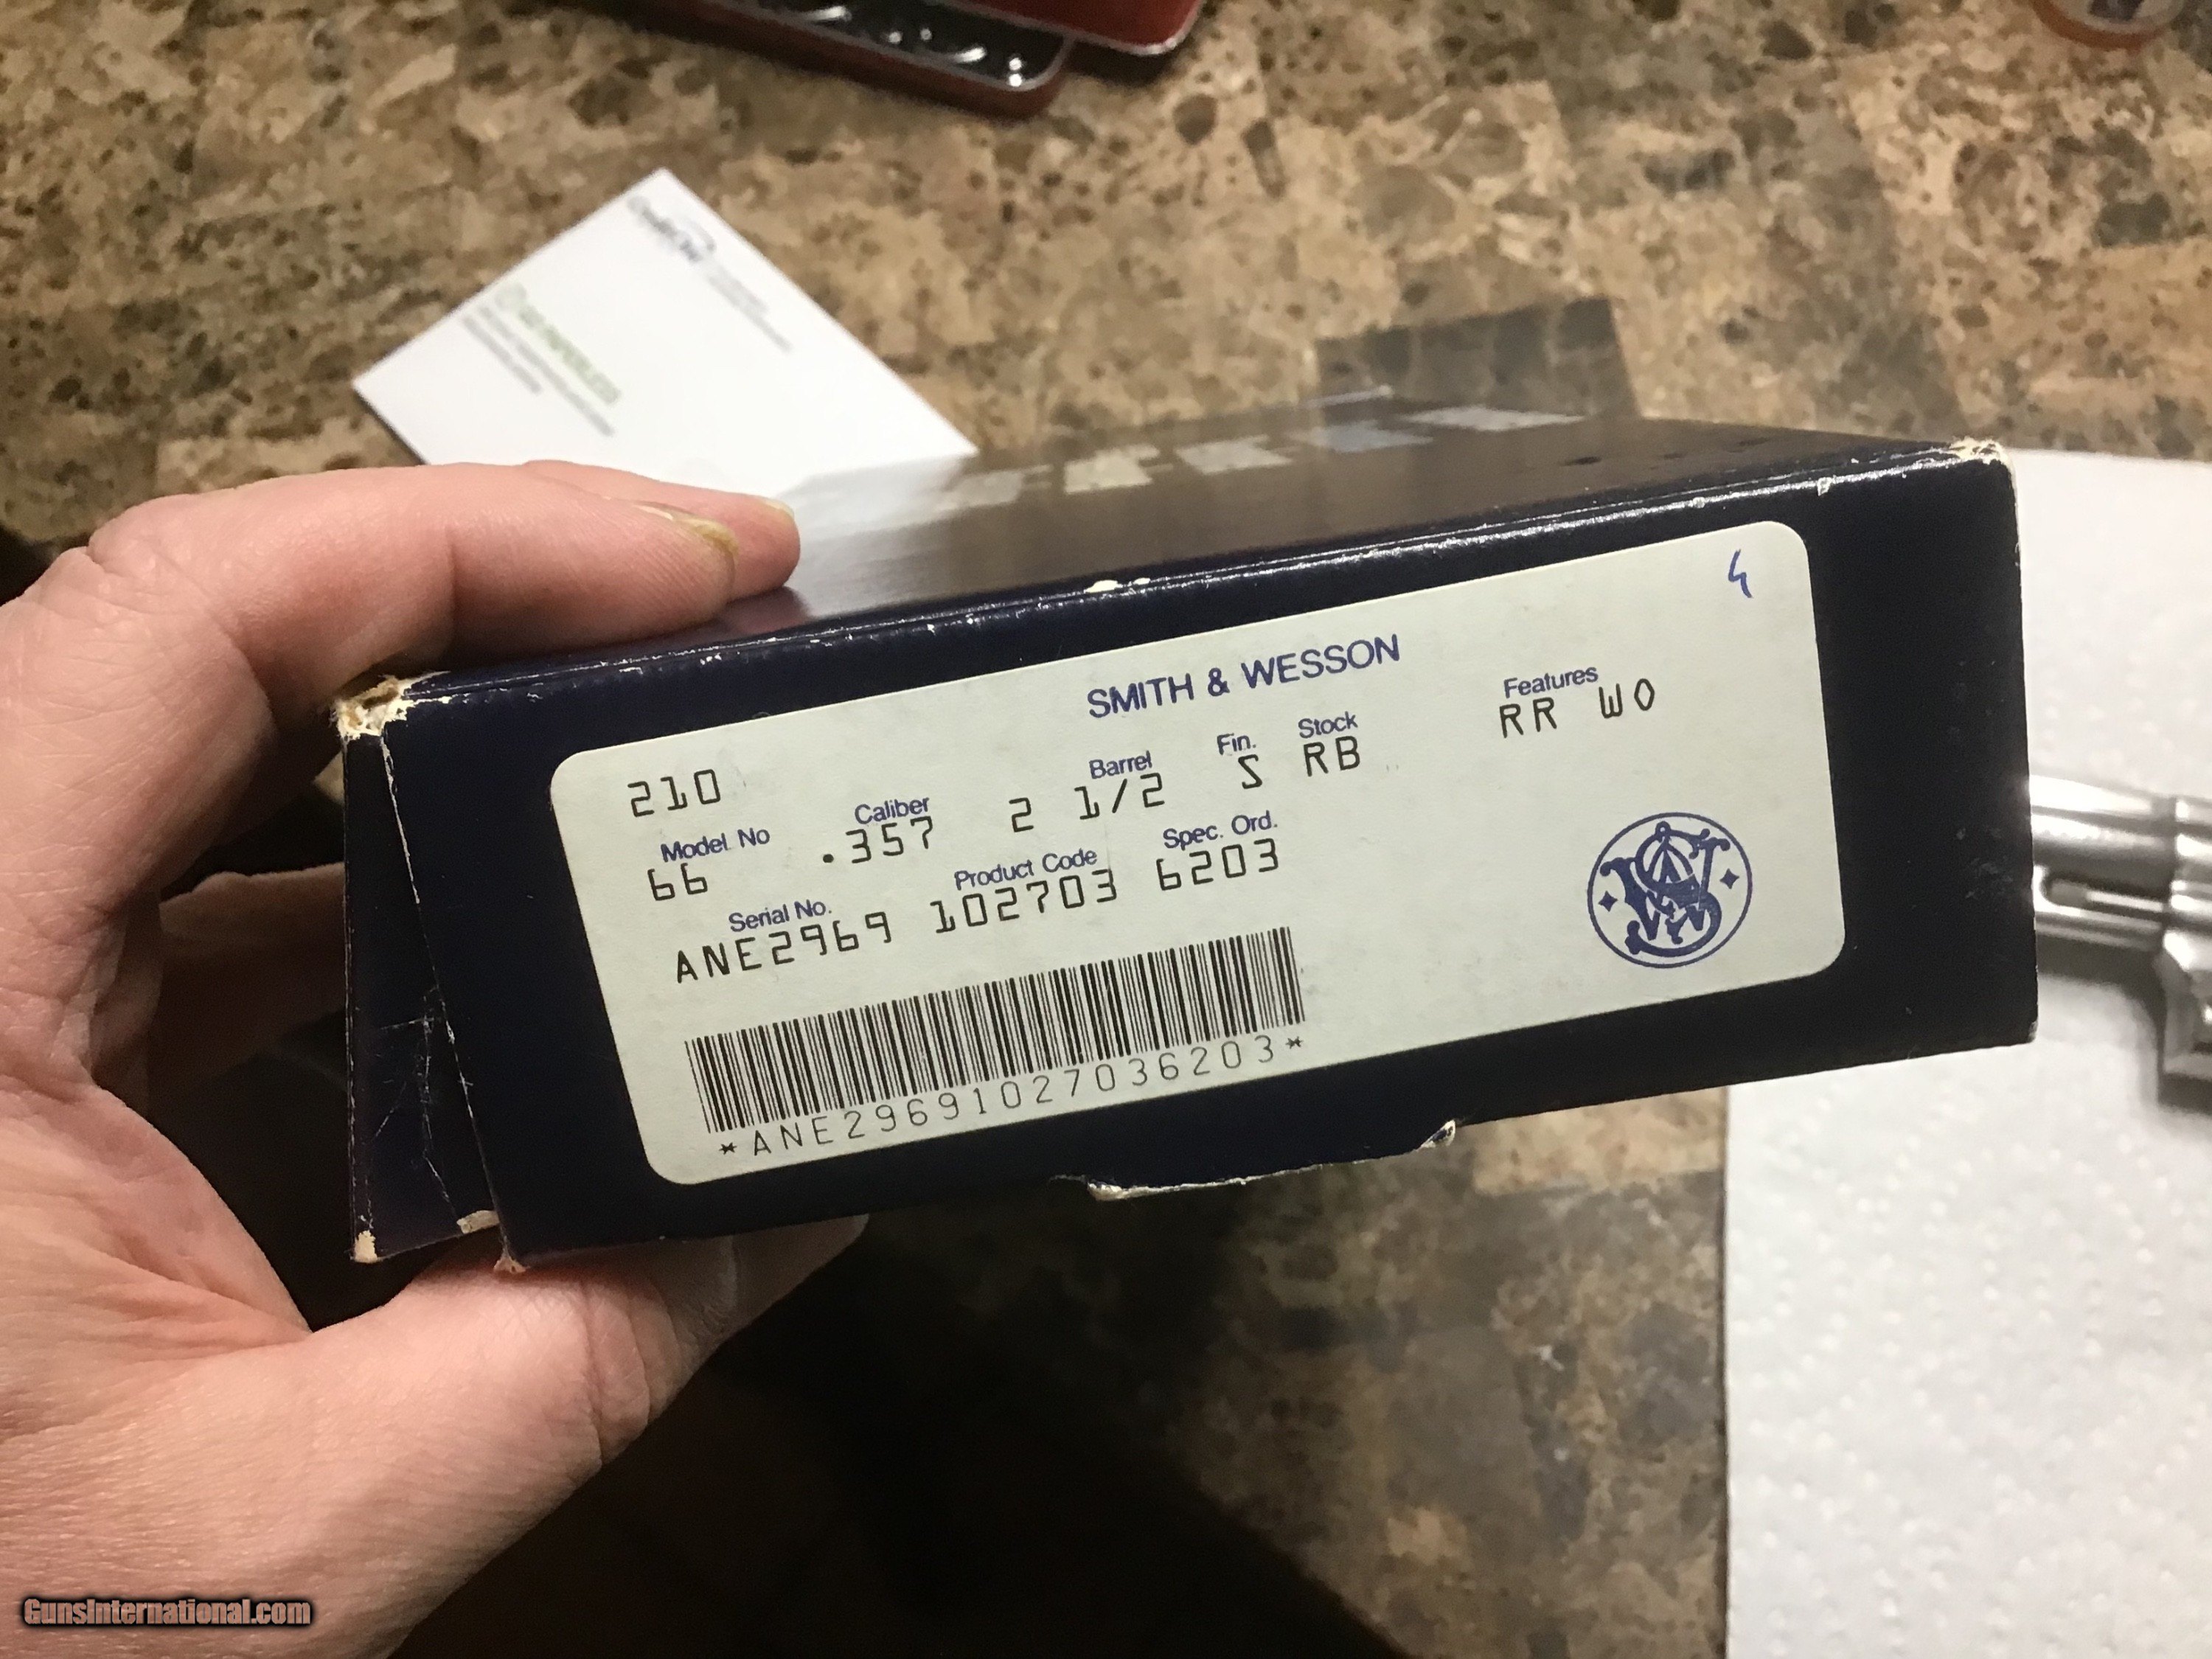 SMITH & WESSON
210
Model No Caliber Barrel Fin. Stock Features
66 .357 2 1/2 S RB RR WO
Serial No. Product Code Spec. Ord.
ANE2969 102703 6203
*ANE29691027036203*
GunsInternational.com